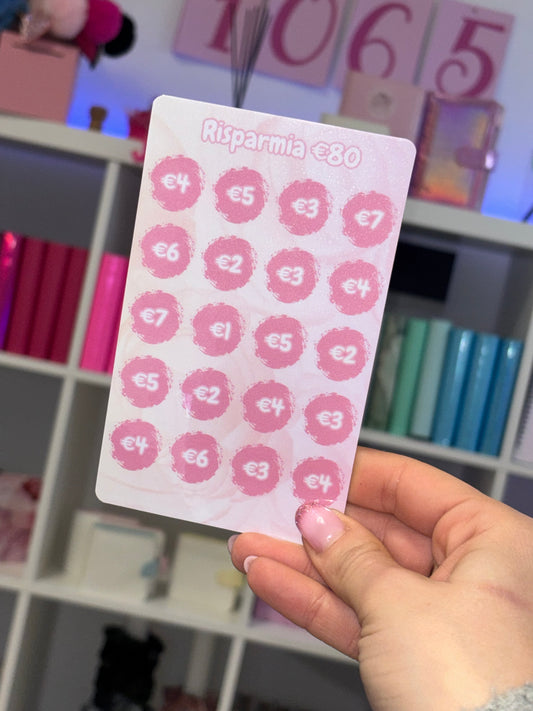 1065
Risparmia €80
€4 €5 €3 €7
€6 €2 €3 €4
€7 €1 €5 €2
€5 €2 €4 €3
€4 €6 €3 €4